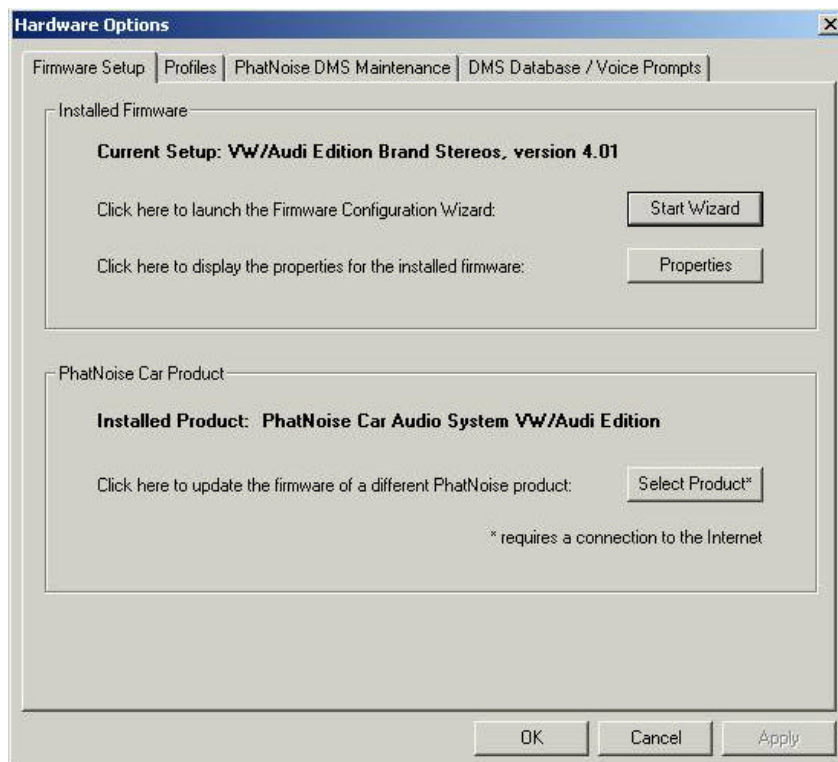 Hardware Options
Firmware Setup Profiles PhatNoise DMS Maintenance DMS Database / Voice Prompts
Installed Firmware
Current Setup: VW/Audi Edition Brand Stereos, version 4.01
Click here to launch the Firmware Configuration Wizard: Start Wizard
Click here to display the properties for the installed firmware: Properties
PhatNoise Car Product
Installed Product: PhatNoise Car Audio System VW/Audi Edition
Click here to update the firmware of a different PhatNoise product: Select Product*
* requires a connection to the Internet
OK Cancel Apply